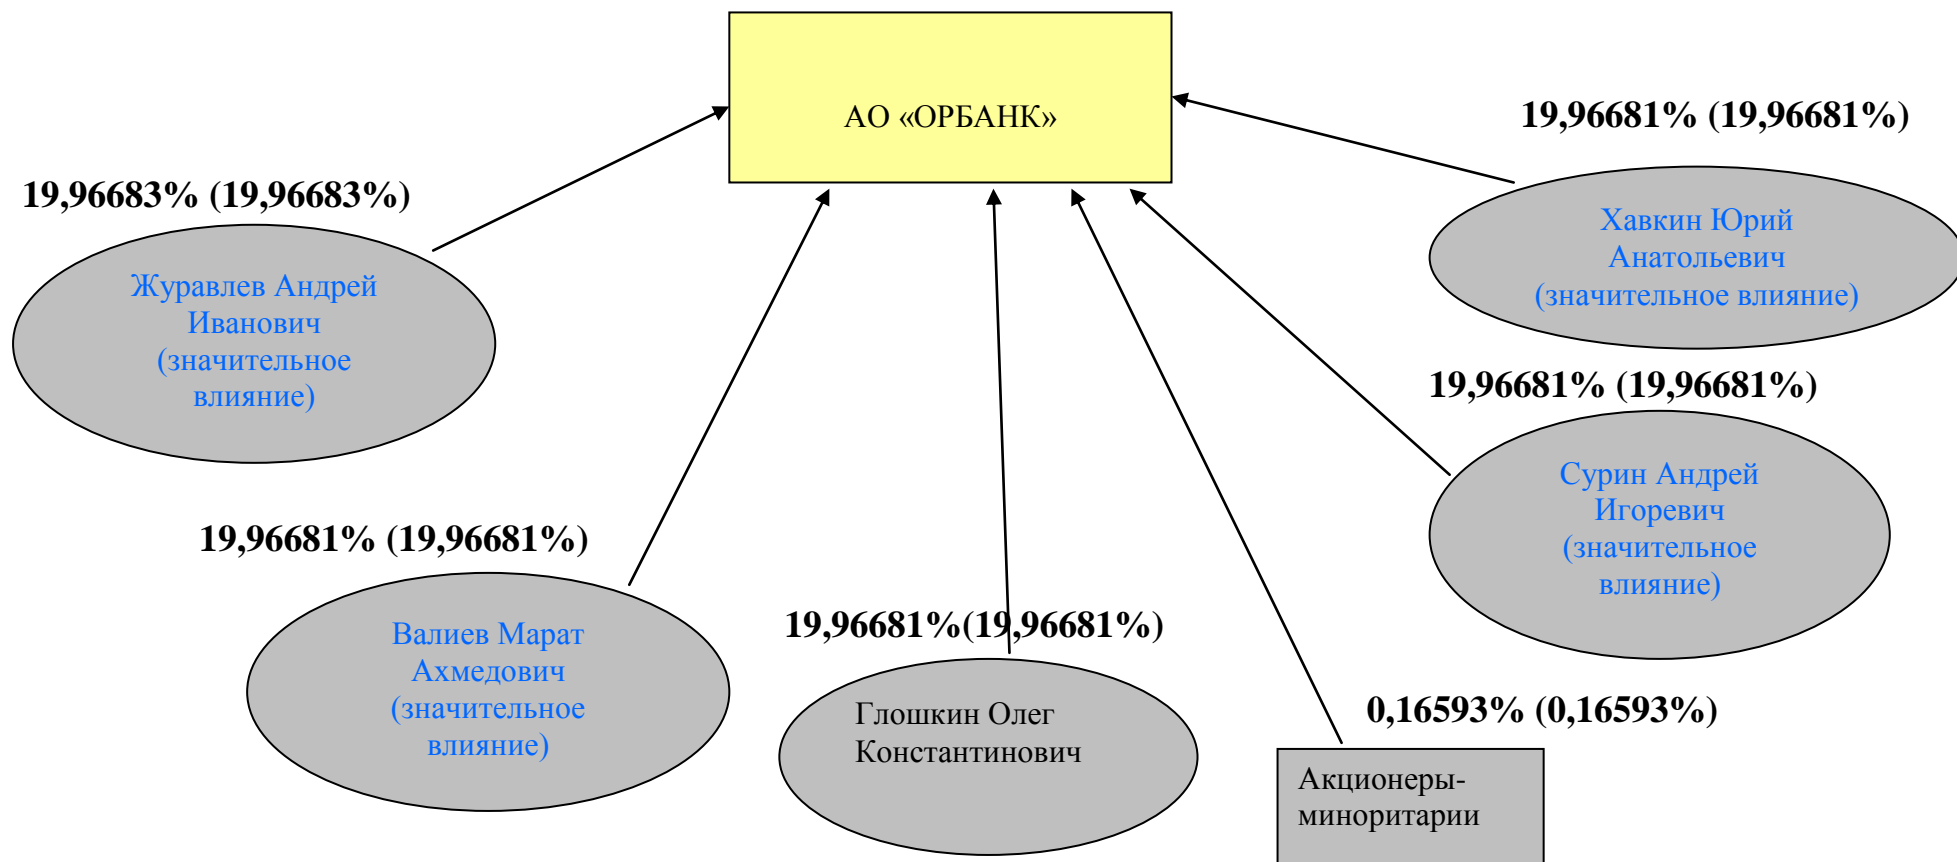 АО «ОРБАНК»
19,96681% (19,96681%)
19,96683% (19,96683%)
Хавкин Юрий
Анатольевич
(значительное влияние)
Журавлев Андрей
Иванович
(значительное
влияние)
19,96681% (19,96681%)
Сурин Андрей
Игоревич
(значительное
влияние)
19,96681% (19,96681%)
Валиев Марат
Ахмедович
(значительное
влияние)
19,96681%(19,96681%)
Глошкин Олег
Константинович
0,16593% (0,16593%)
Акционеры-
миноритарии